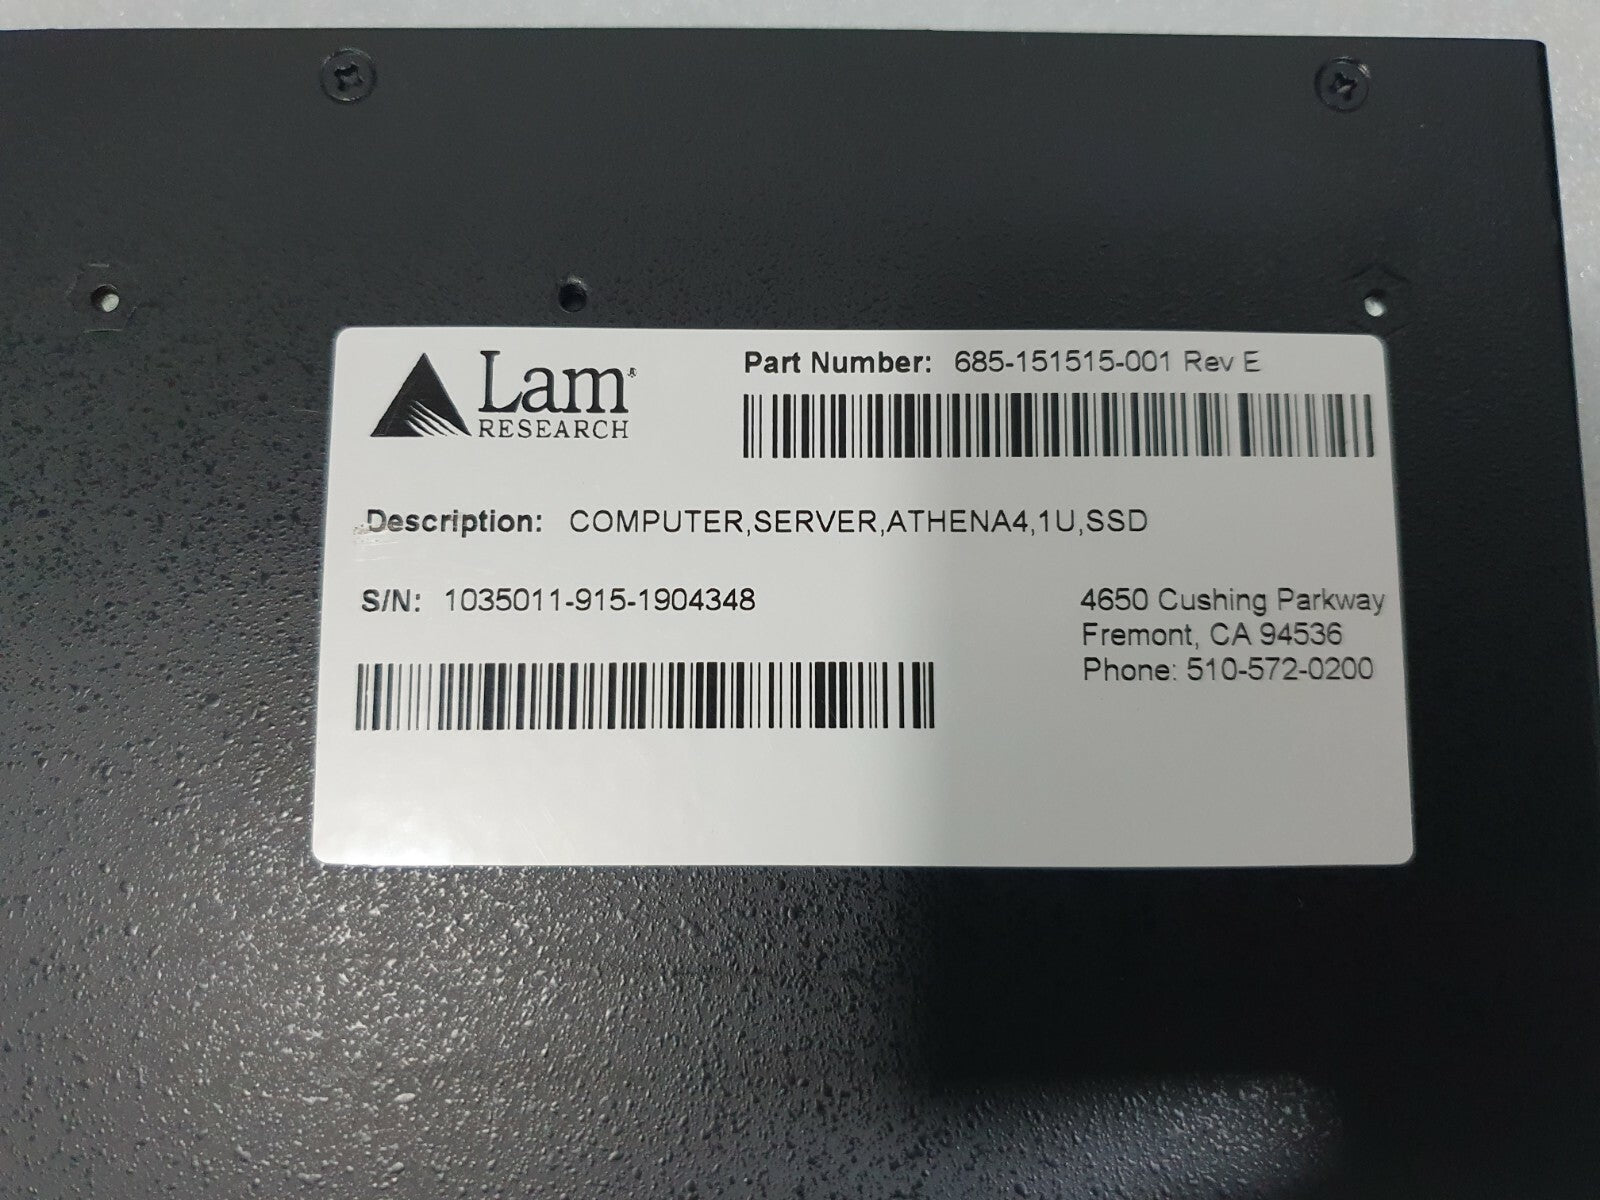 Lam®
RESEARCH
Part Number: 685-151515-001 Rev E
Description: COMPUTER,SERVER,ATHENA4,1U,SSD
S/N: 1035011-915-1904348
4650 Cushing Parkway
Fremont, CA 94536
Phone: 510-572-0200